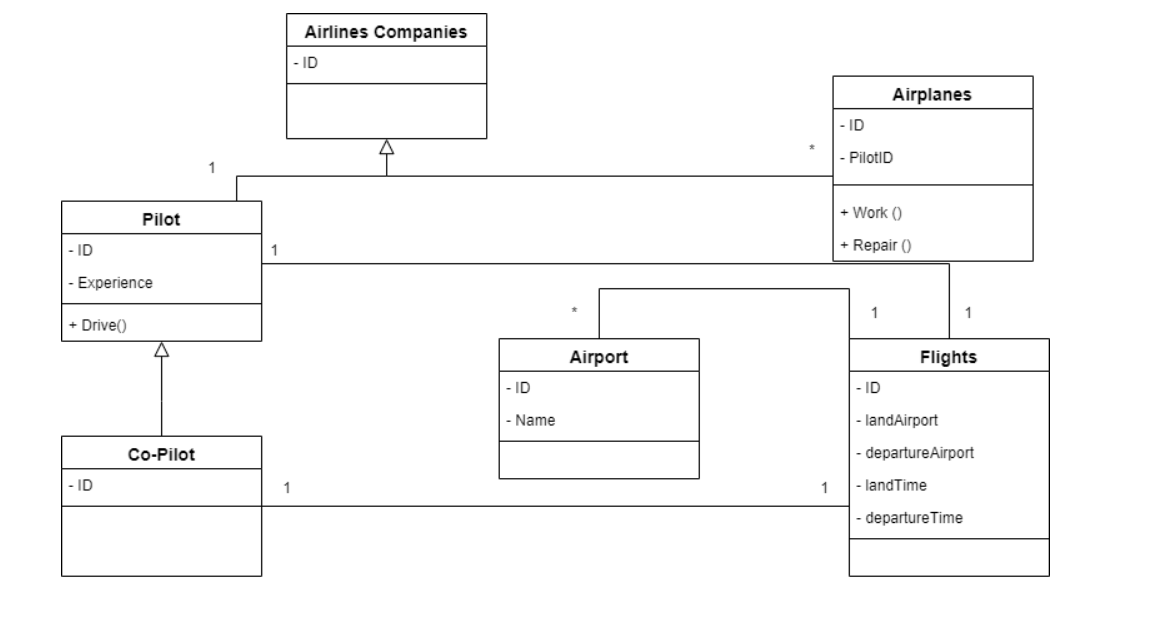 Airlines Companies
- ID
Airplanes
- ID
- PilotID
+ Work ()
+ Repair ()
*
1
Pilot
- ID
- Experience
+ Drive()
1
*
1
1
Airport
- ID
- Name
Flights
- ID
- landAirport
- departureAirport
- landTime
- departureTime
Co-Pilot
- ID
1
1